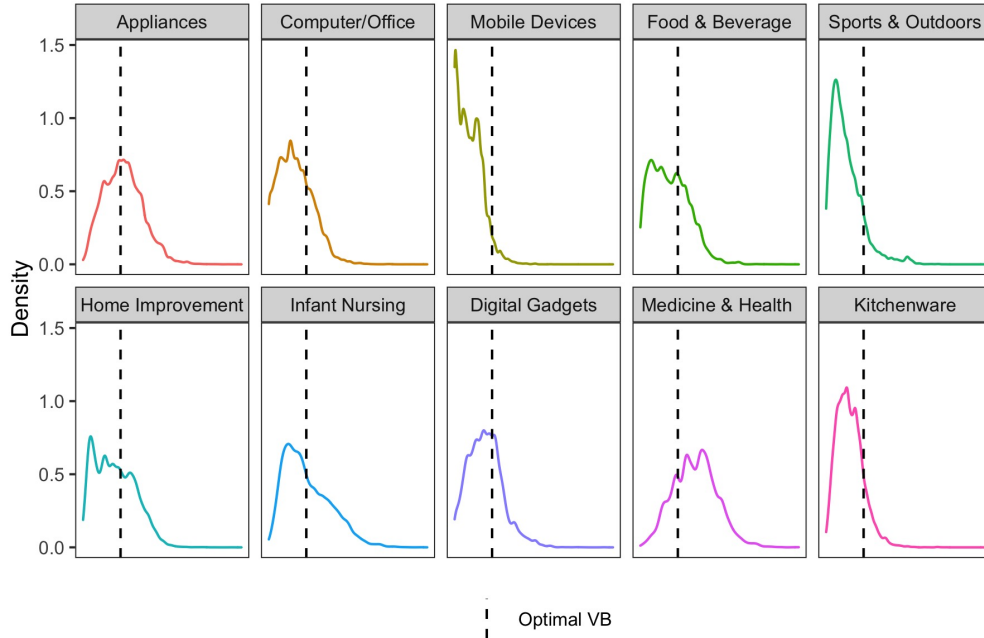 Appliances
Computer/Office
Mobile Devices
Food & Beverage
Sports & Outdoors
1.5
1.0
0.5
0.0
Density
Home Improvement
Infant Nursing
Digital Gadgets
Medicine & Health
Kitchenware
1.5
1.0
0.5
0.0
Optimal VB